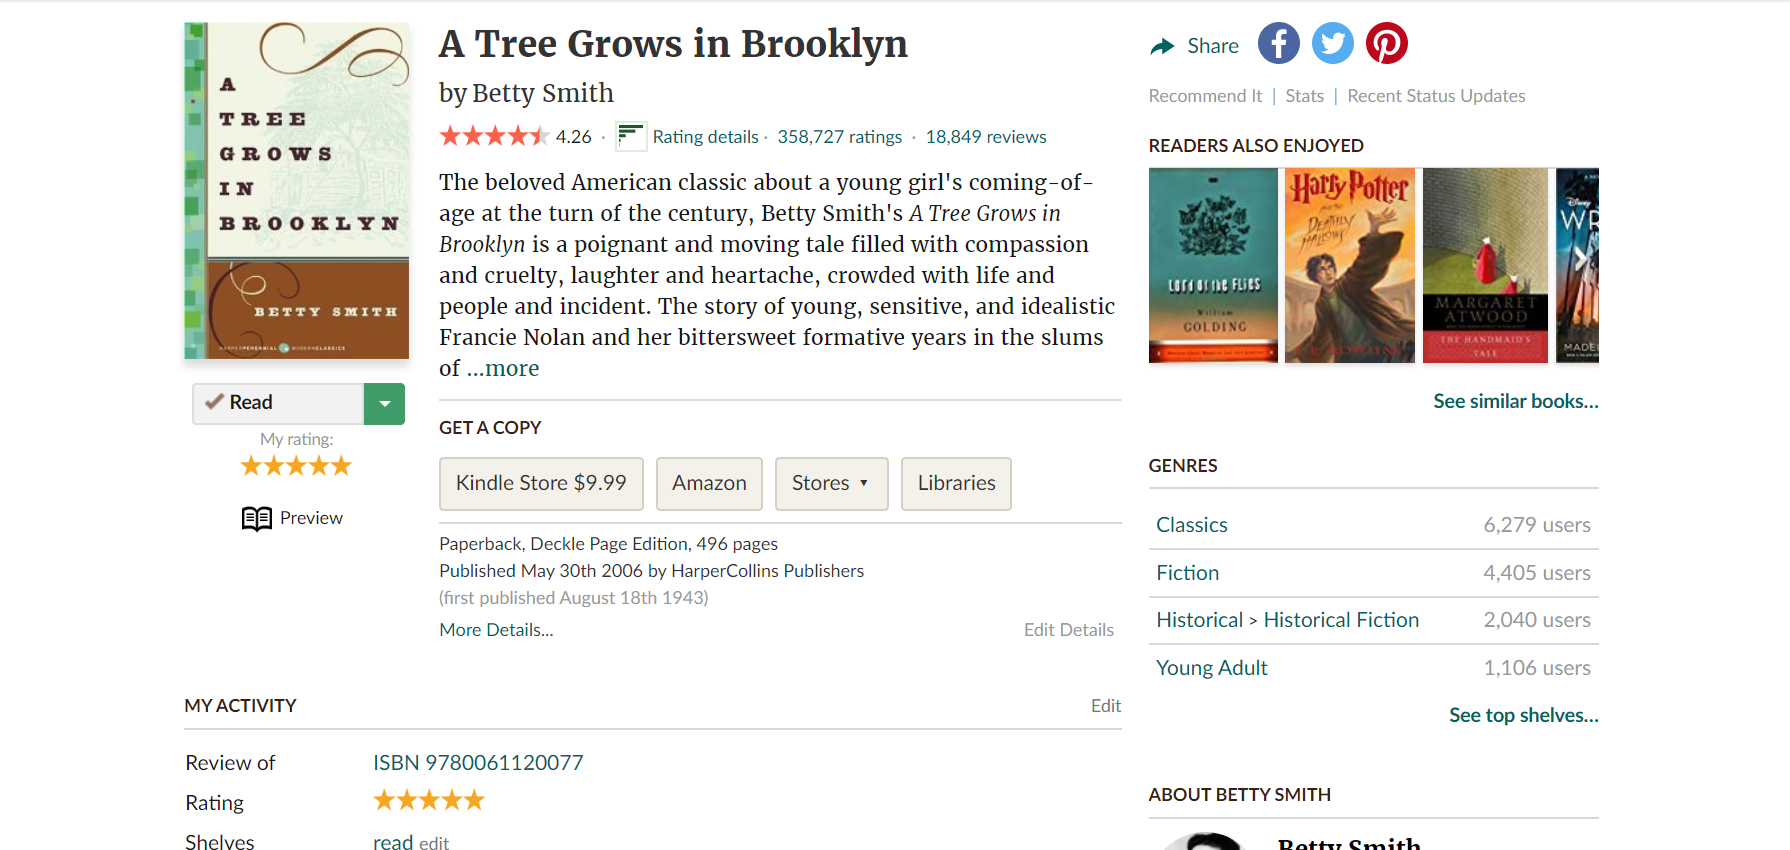 A
TREE
GROWS
IN
BROOKLYN
BETTY SMITH
HARPERPERENNIAL MODERNCLASSICS
Read
My rating:
Preview
A Tree Grows in Brooklyn
by Betty Smith
4.26 · Rating details · 358,727 ratings · 18,849 reviews
The beloved American classic about a young girl's coming-of-
age at the turn of the century, Betty Smith's A Tree Grows in
Brooklyn is a poignant and moving tale filled with compassion
and cruelty, laughter and heartache, crowded with life and
people and incident. The story of young, sensitive, and idealistic
Francie Nolan and her bittersweet formative years in the slums
of ...more
GET A COPY
Kindle Store $9.99 Amazon Stores ▼ Libraries
Paperback, Deckle Page Edition, 496 pages
Published May 30th 2006 by HarperCollins Publishers
(first published August 18th 1943)
More Details... Edit Details
MY ACTIVITY Edit
Review of ISBN 9780061120077
Rating
Shelves read edit
Share
Recommend It | Stats | Recent Status Updates
READERS ALSO ENJOYED
LORD OF THE FLIES
William
GOLDING
Harry Potter
AND THE
DEATHLY
HALLOWS
MARGARET
ATWOOD
THE HANDMAID'S
TALE
Disney
WR
MADEL
See similar books...
GENRES
Classics 6,279 users
Fiction 4,405 users
Historical > Historical Fiction 2,040 users
Young Adult 1,106 users
See top shelves...
ABOUT BETTY SMITH
Betty Smith